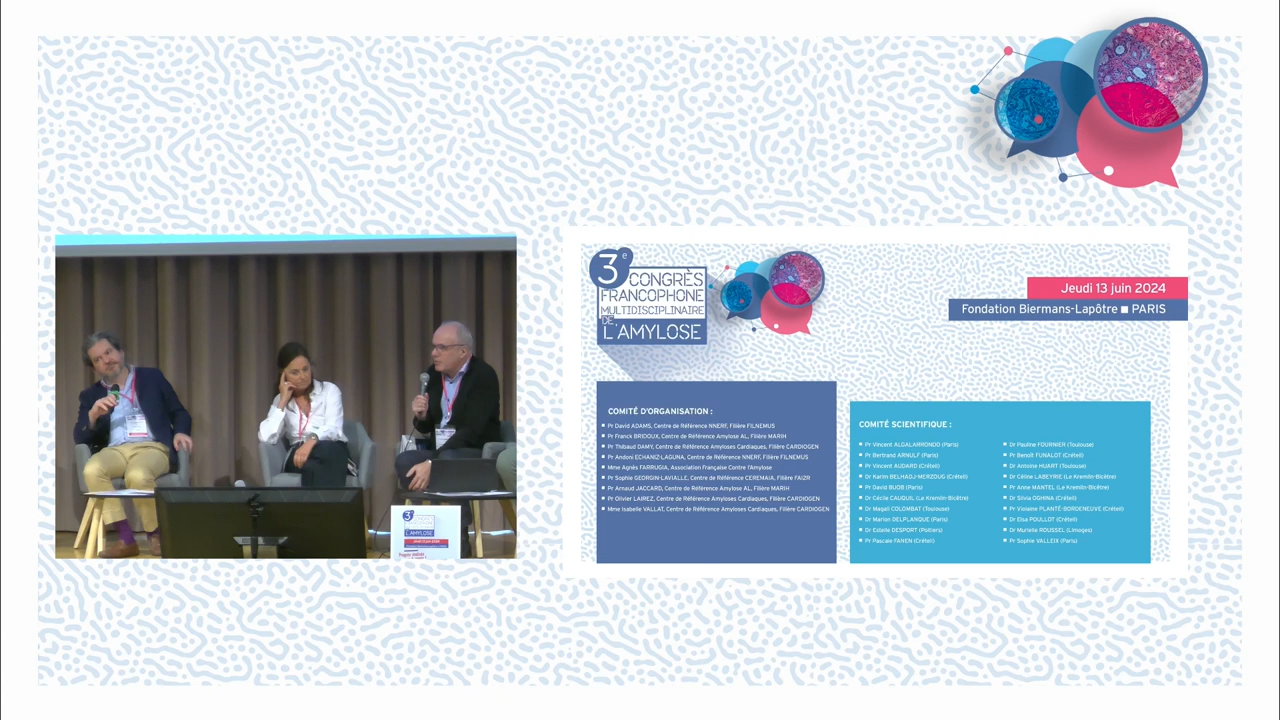 3e
CONGRÈS
FRANCOPHONE
MULTIDISCIPLINAIRE
DE
L'AMYLOSE
Jeudi 13 juin 2024
Fondation Biermans-Lapôtre ■ PARIS
COMITÉ D'ORGANISATION :
■ Pr David ADAMS, Centre de Référence NNERF, Filière FILNEMUS
■ Pr Franck BRIDOUX, Centre de Référence Amylose AL, Filière MARIH
■ Pr Thibaud DAMY, Centre de Référence Amyloses Cardiaques, Filière CARDIOGEN
■ Pr Andoni ECHANIZ-LAGUNA, Centre de Référence NNERF, Filière FILNEMUS
■ Mme Agnès FARRUGIA, Association Française Contre l'Amylose
■ Pr Sophie GEORGIN-LAVIALLE, Centre de Référence CEREMAIA, Filière FAI2R
■ Pr Arnaud JACCARD, Centre de Référence Amylose AL, Filière MARIH
■ Pr Olivier LAIREZ, Centre de Référence Amyloses Cardiaques, Filière CARDIOGEN
■ Mme Isabelle VALLAT, Centre de Référence Amyloses Cardiaques, Filière CARDIOGEN
COMITÉ SCIENTIFIQUE :
■ Pr Vincent ALGALARRONDO (Paris)
■ Pr Bertrand ARNULF (Paris)
■ Pr Vincent AUDARD (Créteil)
■ Dr Karim BELHADJ-MERZOUG (Créteil)
■ Pr David BUOB (Paris)
■ Dr Cécile CAUQUIL (Le Kremlin-Bicêtre)
■ Dr Magali COLOMBAT (Toulouse)
■ Dr Marion DELPLANQUE (Paris)
■ Dr Estelle DESPORT (Poitiers)
■ Pr Pascale FANEN (Créteil)
■ Dr Pauline FOURNIER (Toulouse)
■ Pr Benoît FUNALOT (Créteil)
■ Dr Antoine HUART (Toulouse)
■ Dr Céline LABEYRIE (Le Kremlin-Bicêtre)
■ Pr Anne MANTEL (Le Kremlin-Bicêtre)
■ Dr Silvia OGHINA (Créteil)
■ Pr Violaine PLANTÉ-BORDENEUVE (Créteil)
■ Dr Elsa POULLOT (Créteil)
■ Dr Murielle ROUSSEL (Limoges)
■ Pr Sophie VALLEIX (Paris)
3e
L'AMYLOSE